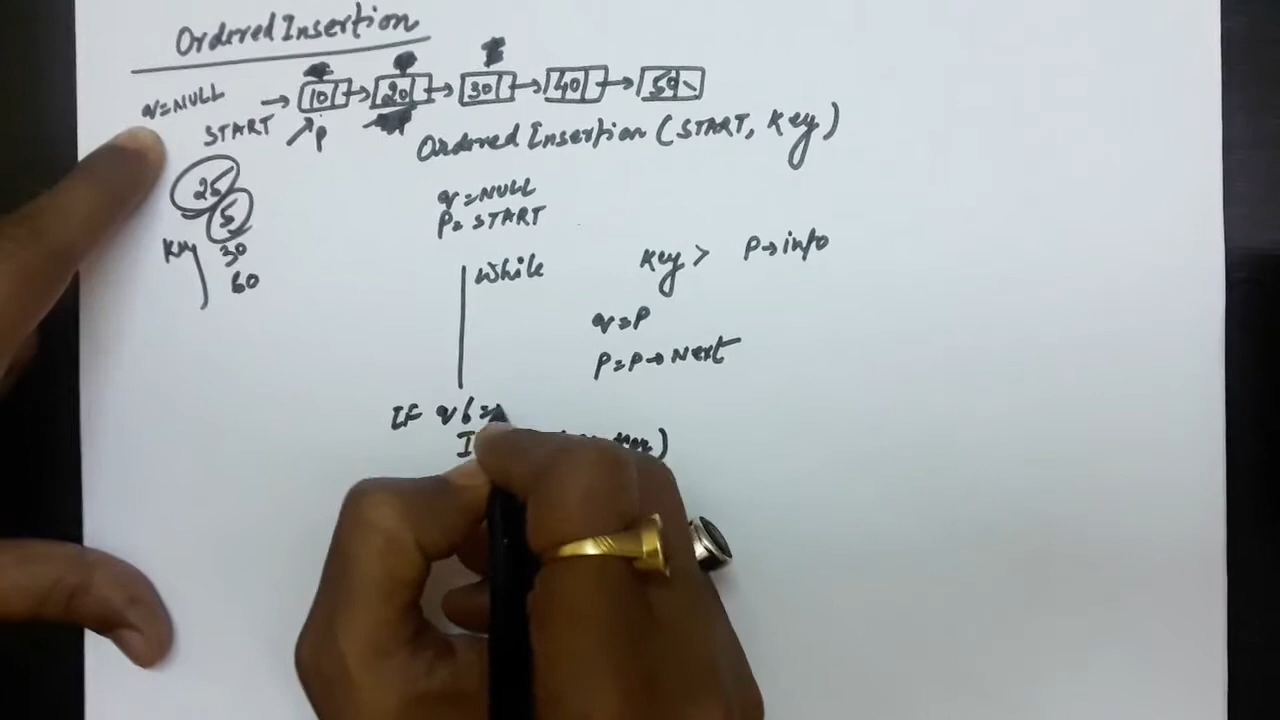 Ordered Insertion
q=NULL
START → 10 → 20 → 30 → 40 → 50
P
Ordered Insertion (START, Key)
25
5
Key
30
60
q=NULL
P=START
While Key > P→info
q=P
P=P→Next
IF q!=